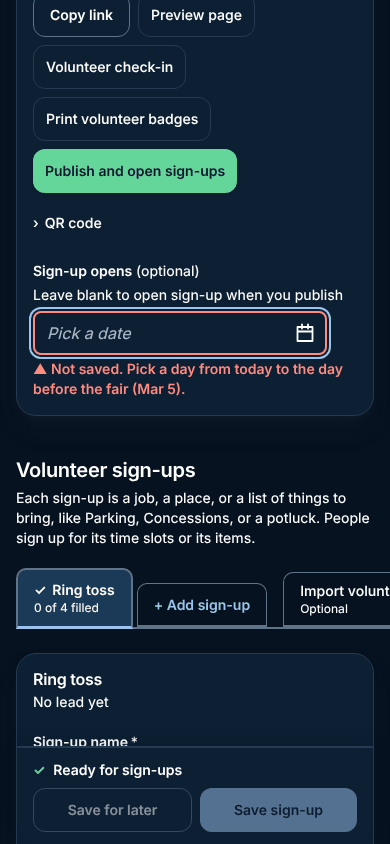 Copy link
Preview page
Volunteer check-in
Print volunteer badges
Publish and open sign-ups
› QR code
Sign-up opens (optional)
Leave blank to open sign-up when you publish
Pick a date
▲ Not saved. Pick a day from today to the day
before the fair (Mar 5).
Volunteer sign-ups
Each sign-up is a job, a place, or a list of things to
bring, like Parking, Concessions, or a potluck. People
sign up for its time slots or its items.
✓ Ring toss
0 of 4 filled
+ Add sign-up
Import volunt
Optional
Ring toss
No lead yet
Sign-up name *
✓ Ready for sign-ups
Save for later
Save sign-up